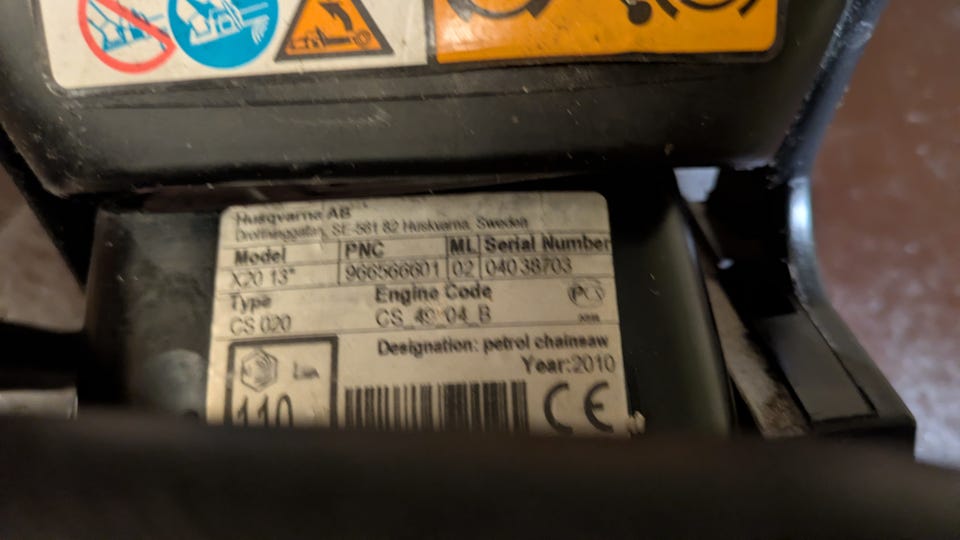 Husqvarna AB
Drottninggatan, SE-561 82 Huskvarna, Sweden
Model PNC ML Serial Number
X20 13" 966566601 02 04038703
Type Engine Code
CS 020 CS_49_04_B
Designation: petrol chainsaw
Year:2010
110 CE